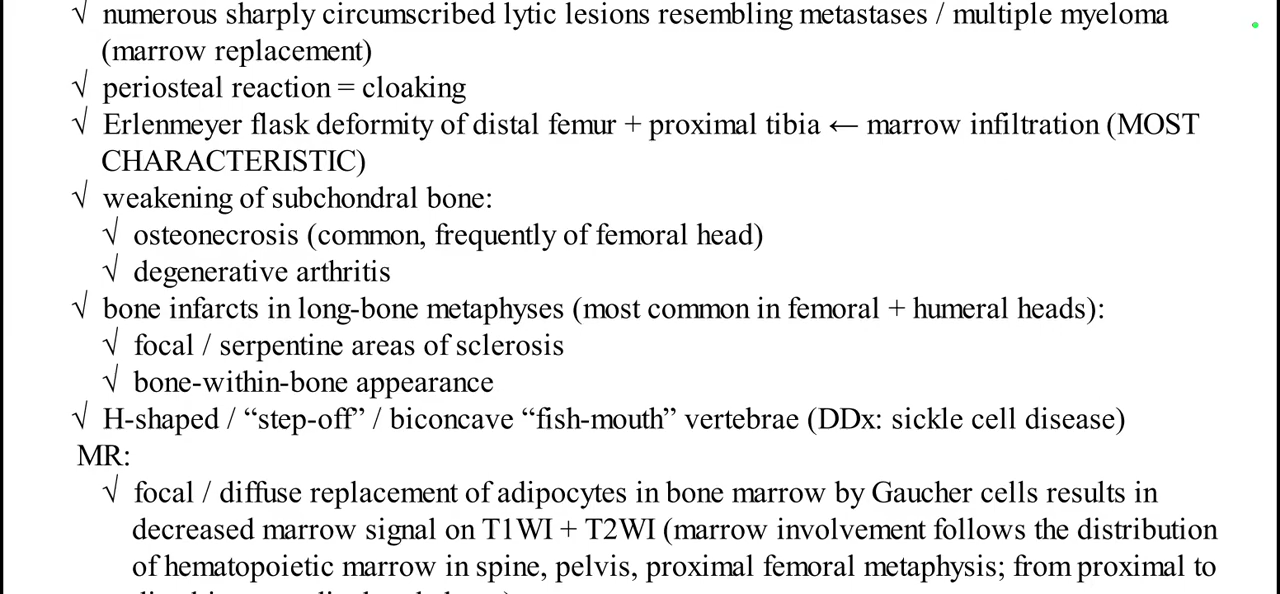 √ numerous sharply circumscribed lytic lesions resembling metastases / multiple myeloma
(marrow replacement)
√ periosteal reaction = cloaking
√ Erlenmeyer flask deformity of distal femur + proximal tibia ← marrow infiltration (MOST
CHARACTERISTIC)
√ weakening of subchondral bone:
√ osteonecrosis (common, frequently of femoral head)
√ degenerative arthritis
√ bone infarcts in long-bone metaphyses (most common in femoral + humeral heads):
√ focal / serpentine areas of sclerosis
√ bone-within-bone appearance
√ H-shaped / “step-off” / biconcave “fish-mouth” vertebrae (DDx: sickle cell disease)
MR:
√ focal / diffuse replacement of adipocytes in bone marrow by Gaucher cells results in
decreased marrow signal on T1WI + T2WI (marrow involvement follows the distribution
of hematopoietic marrow in spine, pelvis, proximal femoral metaphysis; from proximal to